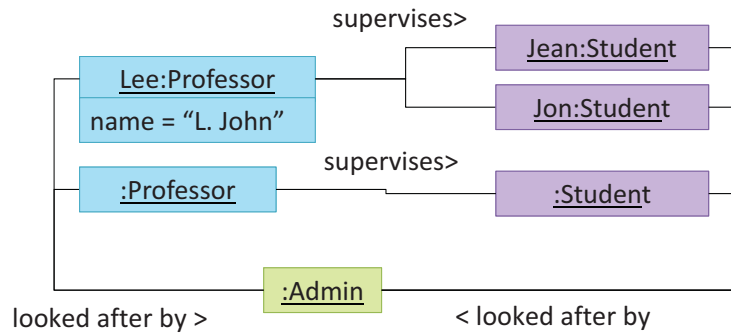 supervises>
Lee:Professor
name = “L. John”
Jean:Student
Jon:Student
supervises>
:Professor
:Student
:Admin
looked after by >
< looked after by